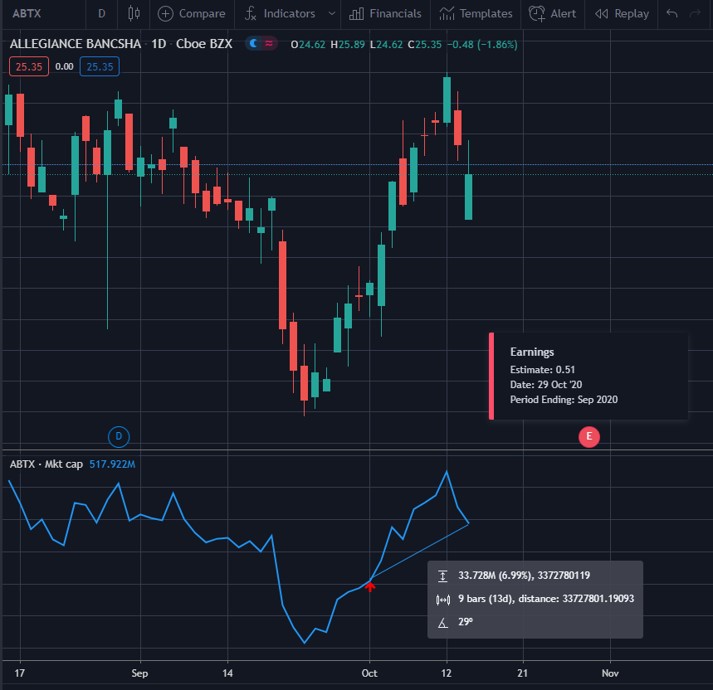 ABTX D Compare Indicators Financials Templates Alert Replay
ALLEGIANCE BANCSHA · 1D · Cboe BZX O24.62 H25.89 L24.62 C25.35 −0.48 (−1.86%)
25.35 0.00 25.35
Earnings
Estimate: 0.51
Date: 29 Oct '20
Period Ending: Sep 2020
D E
ABTX · Mkt cap 517.922M
33.728M (6.99%), 3372780119
9 bars (13d), distance: 33727801.19093
29º
17 Sep 14 Oct 12 21 Nov